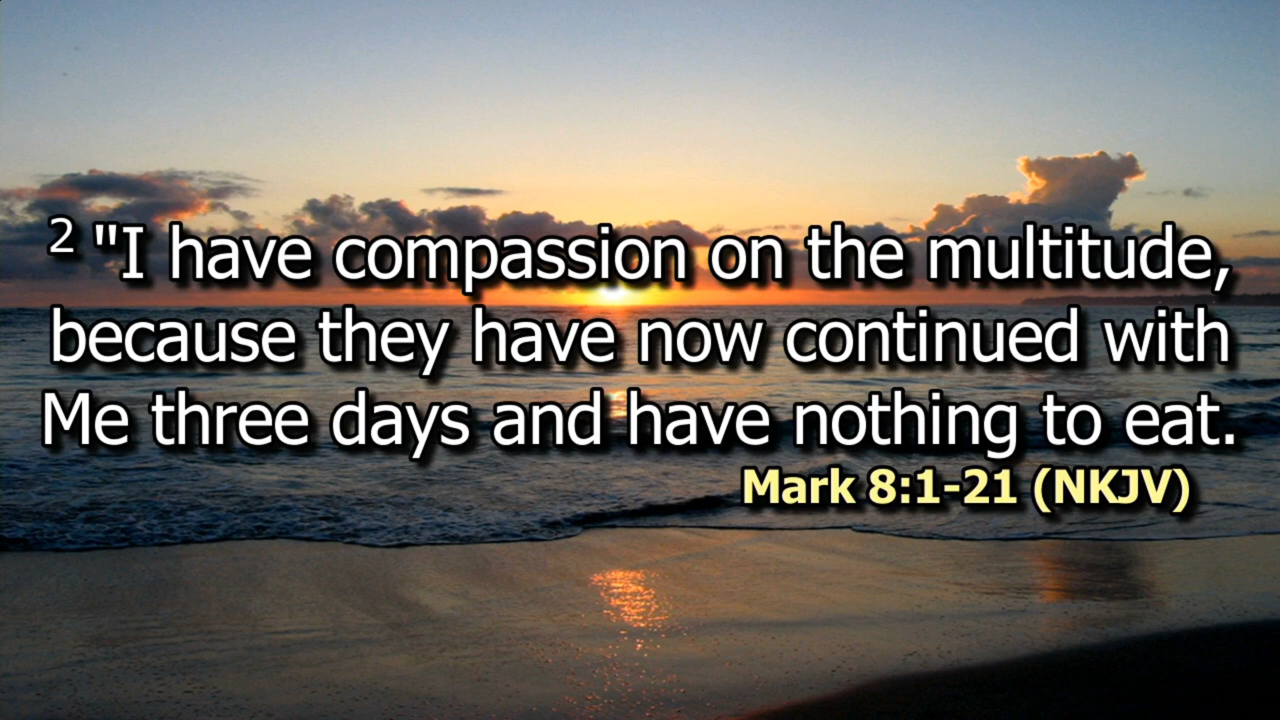 2 "I have compassion on the multitude,
because they have now continued with
Me three days and have nothing to eat.
Mark 8:1-21 (NKJV)